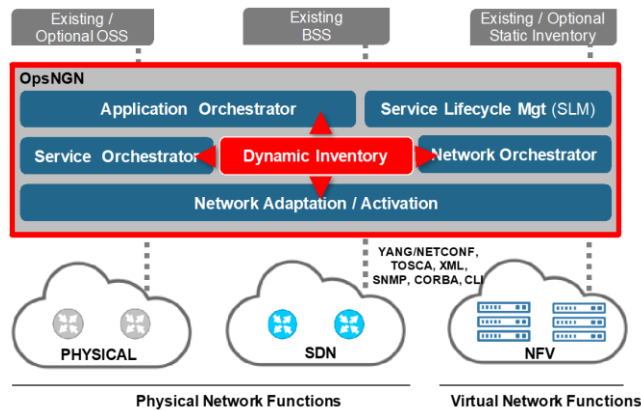 Existing /
Optional OSS
Existing
BSS
Existing / Optional
Static Inventory
OpsNGN
Application Orchestrator
Service Lifecycle Mgt (SLM)
Service Orchestrator
Dynamic Inventory
Network Orchestrator
Network Adaptation / Activation
YANG/NETCONF,
TOSCA, XML,
SNMP, CORBA, CLI
PHYSICAL
SDN
NFV
Physical Network Functions
Virtual Network Functions